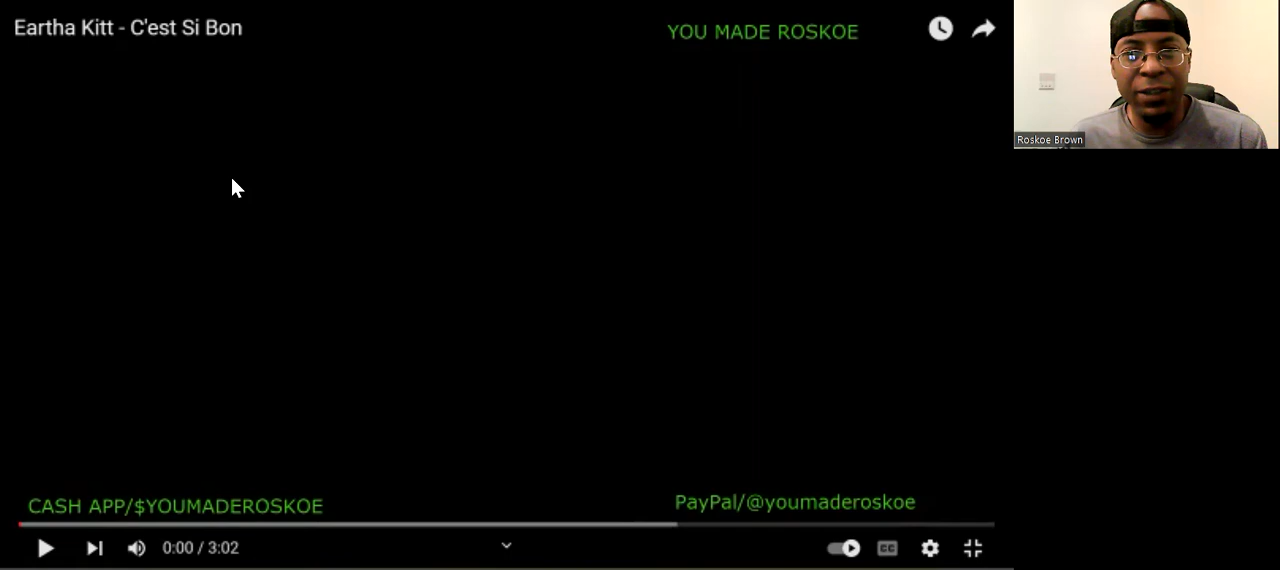 Eartha Kitt - C'est Si Bon
YOU MADE ROSKOE
Roskoe Brown
CASH APP/$YOUMADEROSKOE
PayPal/@youmaderoskoe
0:00 / 3:02
CC